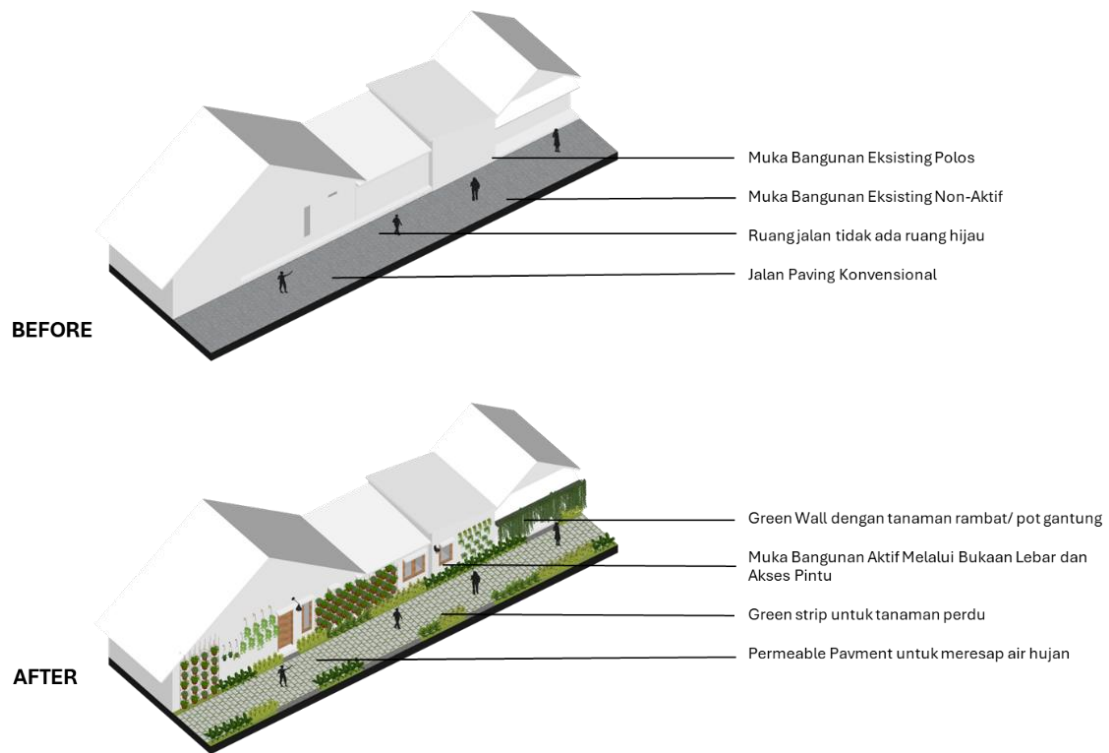 Muka Bangunan Eksisting Polos
Muka Bangunan Eksisting Non-Aktif
Ruang jalan tidak ada ruang hijau
Jalan Paving Konvensional
BEFORE
Green Wall dengan tanaman rambat/ pot gantung
Muka Bangunan Aktif Melalui Bukaan Lebar dan
Akses Pintu
Green strip untuk tanaman perdu
Permeable Pavment untuk meresap air hujan
AFTER